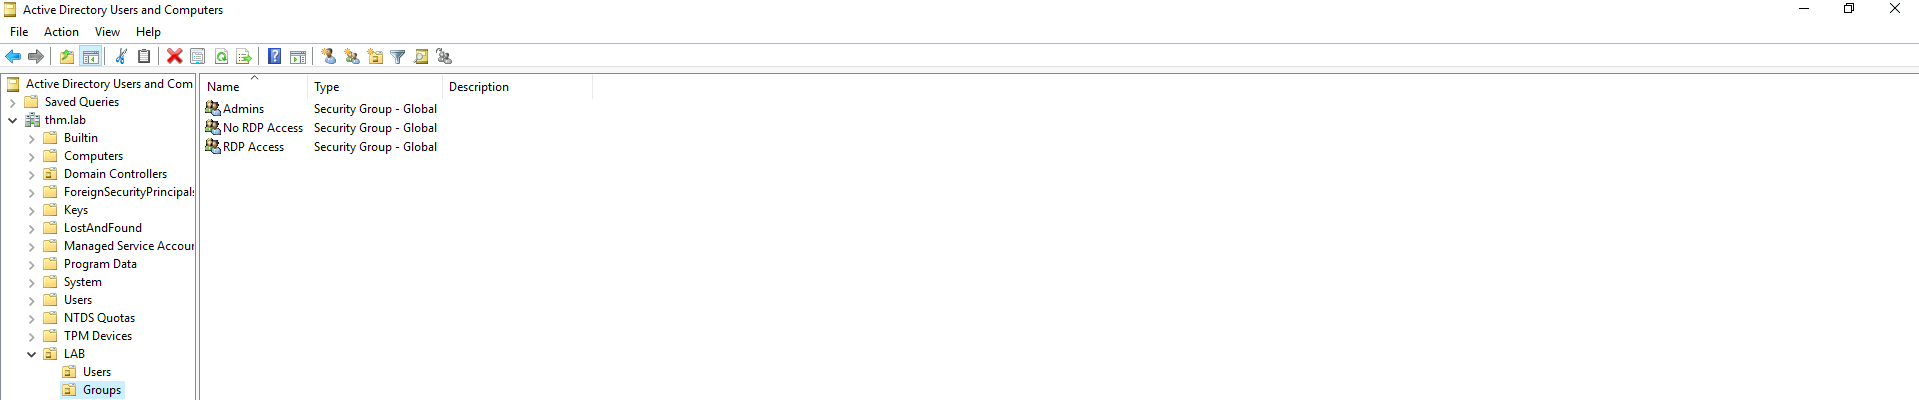 Active Directory Users and Computers
File Action View Help
Active Directory Users and Com
Saved Queries
thm.lab
Builtin
Computers
Domain Controllers
ForeignSecurityPrincipals
Keys
LostAndFound
Managed Service Accour
Program Data
System
Users
NTDS Quotas
TPM Devices
LAB
Users
Groups
Name Type Description
Admins Security Group - Global
No RDP Access Security Group - Global
RDP Access Security Group - Global